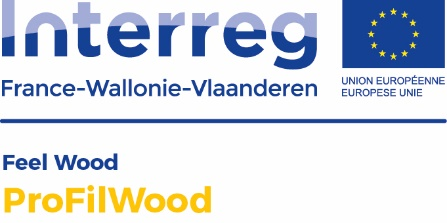 Interreg
France-Wallonie-Vlaanderen
UNION EUROPÉENNE
EUROPESE UNIE
Feel Wood
ProFilWood